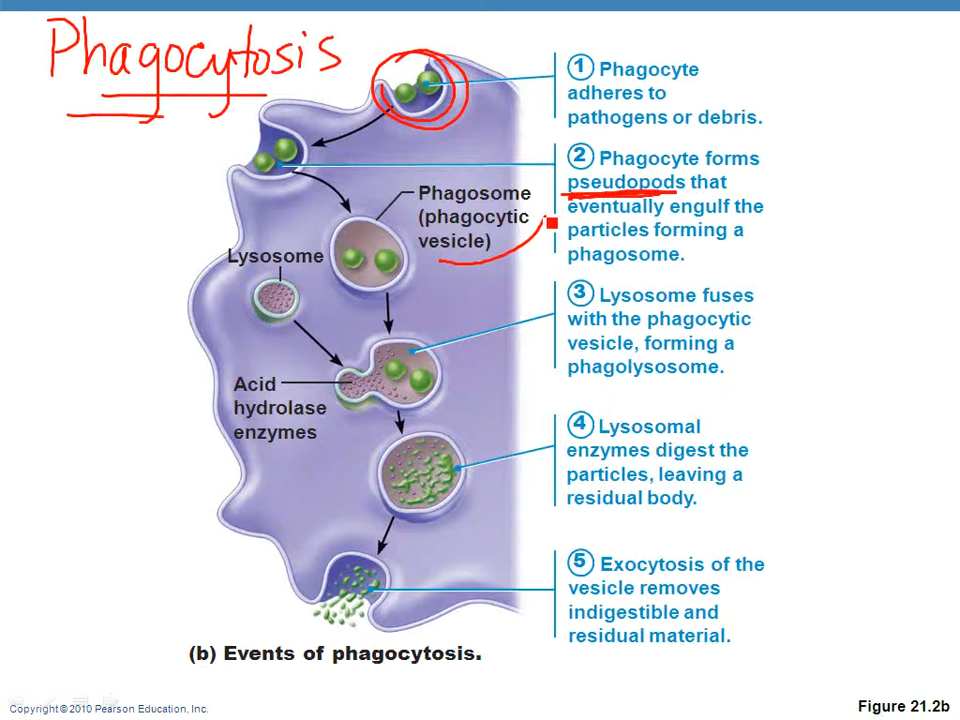 Phagocytosis
1 Phagocyte
adheres to
pathogens or debris.
2 Phagocyte forms
pseudopods that
eventually engulf the
particles forming a
phagosome.
Phagosome
(phagocytic
vesicle)
Lysosome
3 Lysosome fuses
with the phagocytic
vesicle, forming a
phagolysosome.
Acid
hydrolase
enzymes
4 Lysosomal
enzymes digest the
particles, leaving a
residual body.
5 Exocytosis of the
vesicle removes
indigestible and
residual material.
(b) Events of phagocytosis.
Copyright © 2010 Pearson Education, Inc.
Figure 21.2b